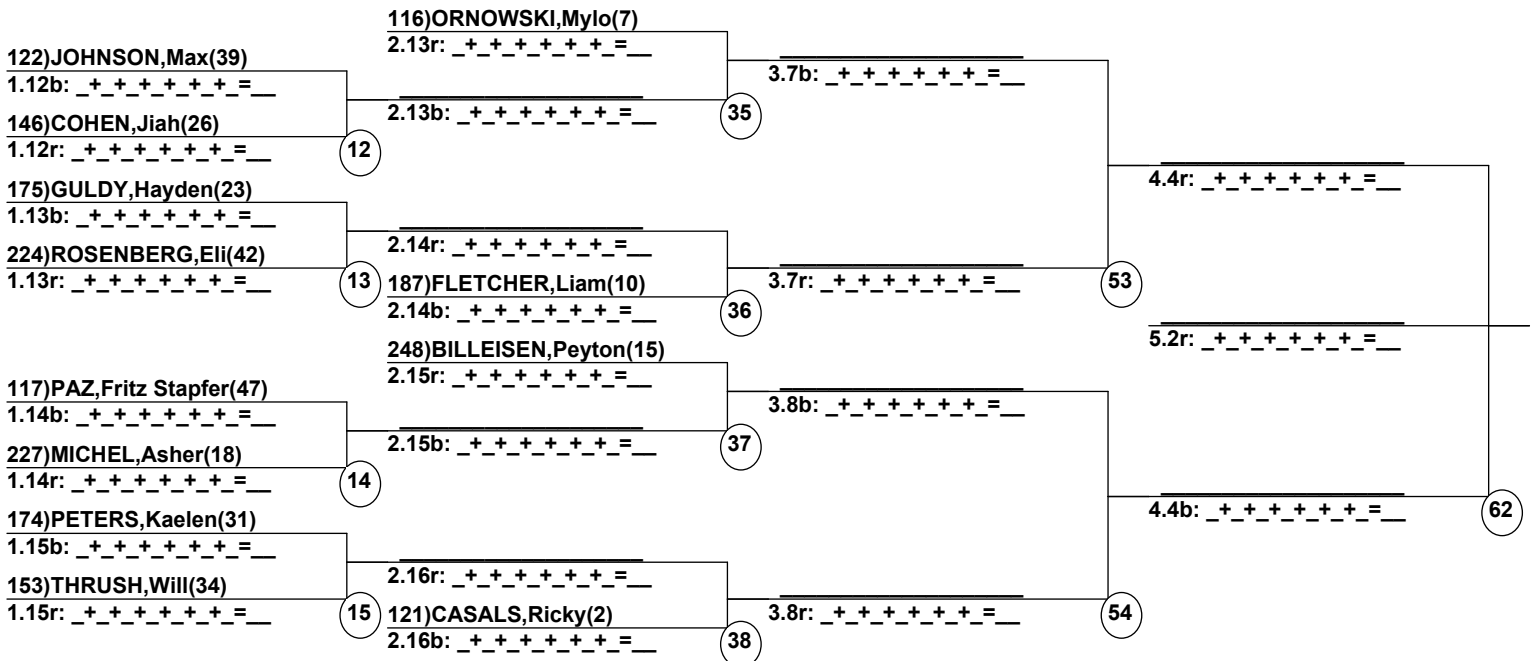 116)ORNOWSKI,Mylo(7)
2.13r: _+_+_+_+_+_=__
122)JOHNSON,Max(39)
1.12b: _+_+_+_+_+_=__
3.7b: _+_+_+_+_+_=__
2.13b: _+_+_+_+_+_=__
35
146)COHEN,Jiah(26)
1.12r: _+_+_+_+_+_=__
12
4.4r: _+_+_+_+_+_=__
175)GULDY,Hayden(23)
1.13b: _+_+_+_+_+_=__
2.14r: _+_+_+_+_+_=__
224)ROSENBERG,Eli(42)
1.13r: _+_+_+_+_+_=__
13
187)FLETCHER,Liam(10)
2.14b: _+_+_+_+_+_=__
36
3.7r: _+_+_+_+_+_=__
53
5.2r: _+_+_+_+_+_=__
248)BILLEISEN,Peyton(15)
2.15r: _+_+_+_+_+_=__
117)PAZ,Fritz Stapfer(47)
1.14b: _+_+_+_+_+_=__
3.8b: _+_+_+_+_+_=__
2.15b: _+_+_+_+_+_=__
37
227)MICHEL,Asher(18)
1.14r: _+_+_+_+_+_=__
14
4.4b: _+_+_+_+_+_=__
62
174)PETERS,Kaelen(31)
1.15b: _+_+_+_+_+_=__
2.16r: _+_+_+_+_+_=__
153)THRUSH,Will(34)
1.15r: _+_+_+_+_+_=__
15
121)CASALS,Ricky(2)
2.16b: _+_+_+_+_+_=__
38
3.8r: _+_+_+_+_+_=__
54